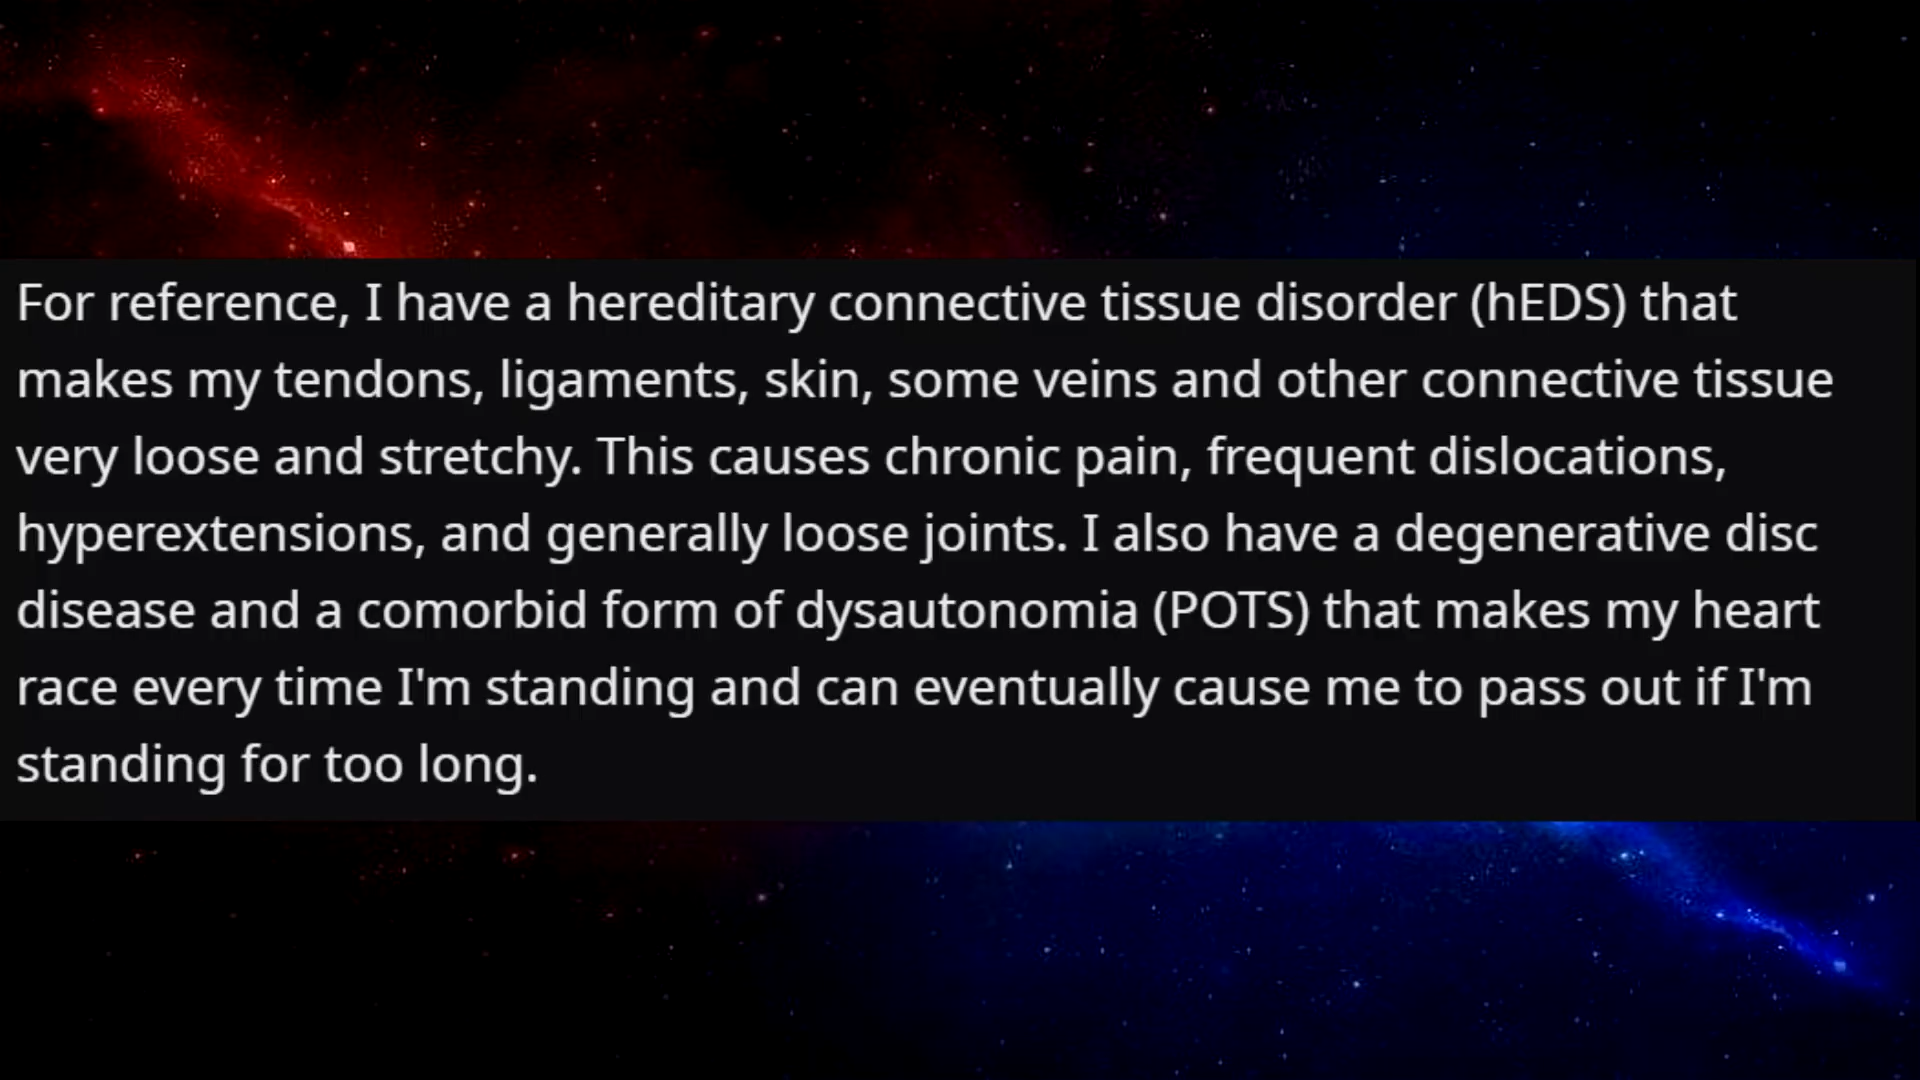 For reference, I have a hereditary connective tissue disorder (hEDS) that
makes my tendons, ligaments, skin, some veins and other connective tissue
very loose and stretchy. This causes chronic pain, frequent dislocations,
hyperextensions, and generally loose joints. I also have a degenerative disc
disease and a comorbid form of dysautonomia (POTS) that makes my heart
race every time I'm standing and can eventually cause me to pass out if I'm
standing for too long.